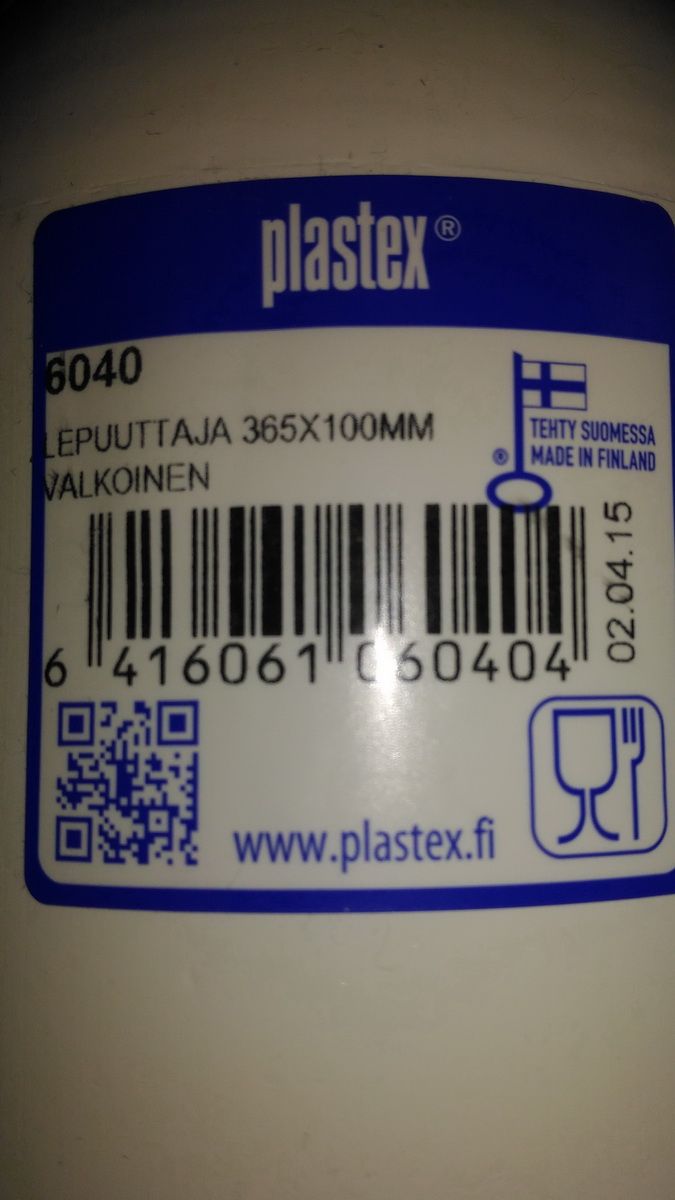 plastex®
6040
LEPUUTTAJA 365X100MM
VALKOINEN
TEHTY SUOMESSA
® MADE IN FINLAND
02.04.15
6 416061 060404
www.plastex.fi